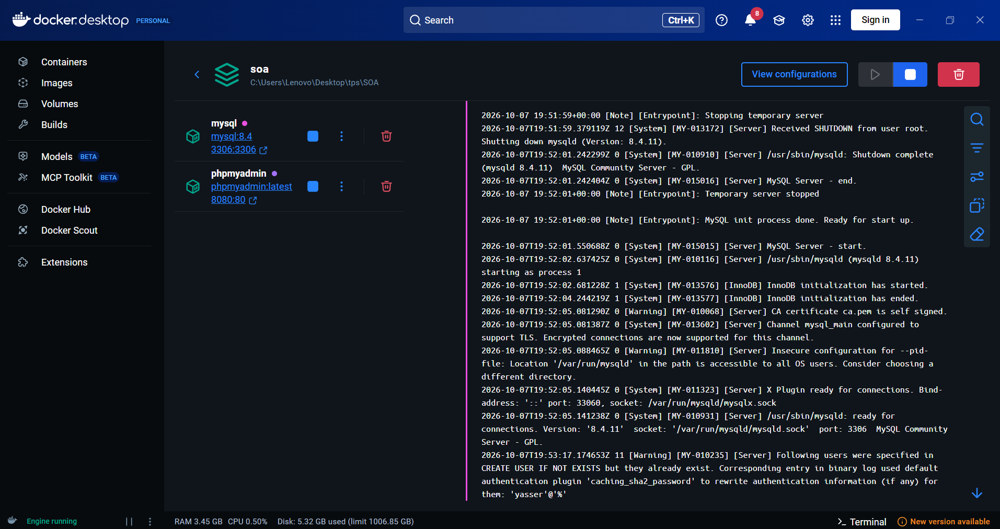 docker.desktop PERSONAL
Search
Ctrl+K
8
Sign in
Containers
Images
Volumes
Builds
Models BETA
MCP Toolkit BETA
Docker Hub
Docker Scout
Extensions
soa
C:\Users\Lenovo\Desktop\tps\SOA
View configurations
mysql
mysql:8.4
3306:3306
phpmyadmin
phpmyadmin:latest
8080:80
2026-10-07 19:51:59+00:00 [Note] [Entrypoint]: Stopping temporary server
2026-10-07T19:51:59.379119Z 12 [System] [MY-013172] [Server] Received SHUTDOWN from user root.
Shutting down mysqld (Version: 8.4.11).
2026-10-07T19:52:01.242299Z 0 [System] [MY-010910] [Server] /usr/sbin/mysqld: Shutdown complete
(mysqld 8.4.11)  MySQL Community Server - GPL.
2026-10-07T19:52:01.242404Z 0 [System] [MY-015016] [Server] MySQL Server - end.
2026-10-07 19:52:01+00:00 [Note] [Entrypoint]: Temporary server stopped
2026-10-07 19:52:01+00:00 [Note] [Entrypoint]: MySQL init process done. Ready for start up.
2026-10-07T19:52:01.550688Z 0 [System] [MY-015015] [Server] MySQL Server - start.
2026-10-07T19:52:02.637425Z 0 [System] [MY-010116] [Server] /usr/sbin/mysqld (mysqld 8.4.11)
starting as process 1
2026-10-07T19:52:02.681228Z 1 [System] [MY-013576] [InnoDB] InnoDB initialization has started.
2026-10-07T19:52:04.244219Z 1 [System] [MY-013577] [InnoDB] InnoDB initialization has ended.
2026-10-07T19:52:05.081290Z 0 [Warning] [MY-010068] [Server] CA certificate ca.pem is self signed.
2026-10-07T19:52:05.081387Z 0 [System] [MY-013602] [Server] Channel mysql_main configured to
support TLS. Encrypted connections are now supported for this channel.
2026-10-07T19:52:05.088465Z 0 [Warning] [MY-011810] [Server] Insecure configuration for --pid-
file: Location '/var/run/mysqld' in the path is accessible to all OS users. Consider choosing a
different directory.
2026-10-07T19:52:05.140445Z 0 [System] [MY-011323] [Server] X Plugin ready for connections. Bind-
address: '::' port: 33060, socket: /var/run/mysqld/mysqlx.sock
2026-10-07T19:52:05.141238Z 0 [System] [MY-010931] [Server] /usr/sbin/mysqld: ready for
connections. Version: '8.4.11'  socket: '/var/run/mysqld/mysqld.sock'  port: 3306  MySQL Community
Server - GPL.
2026-10-07T19:53:17.174653Z 11 [Warning] [MY-010235] [Server] Following users were specified in
CREATE USER IF NOT EXISTS but they already exist. Corresponding entry in binary log used default
authentication plugin 'caching_sha2_password' to rewrite authentication information (if any) for
them: 'yasser'@'%'
Engine running
RAM 3.45 GB CPU 0.50% Disk: 5.32 GB used (limit 1006.85 GB)
Terminal
New version available